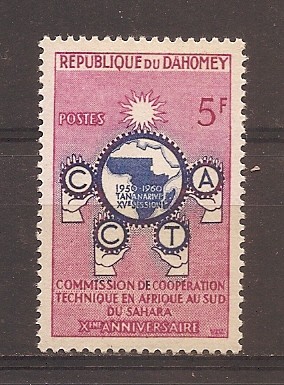 REPUBLIQUE DU DAHOMEY
POSTES
5F
1950-1960
TANANARIVE
XVe SESSION
C
A
C
T
COMMISSION DE COOPÉRATION
TECHNIQUE EN AFRIQUE AU SUD
DU SAHARA
XÈME ANNIVERSAIRE